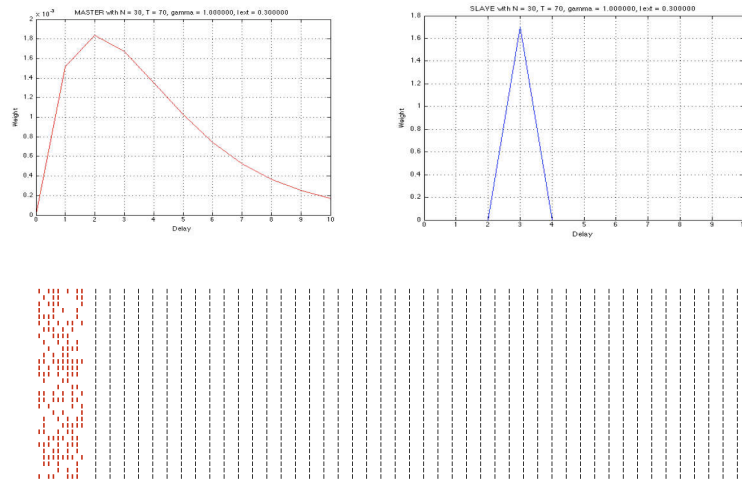 MASTER with N = 30, T = 70, gamma = 1.000000, Iext = 0.300000
x 10^-3
2
1.8
1.6
1.4
1.2
1
0.8
0.6
0.4
0.2
0
Weight
0 1 2 3 4 5 6 7 8 9 10
Delay
SLAVE with N = 30, T = 70, gamma = 1.000000, Iext = 0.300000
1.8
1.6
1.4
1.2
1
0.8
0.6
0.4
0.2
0
Weight
0 1 2 3 4 5 6 7 8 9 1
Delay